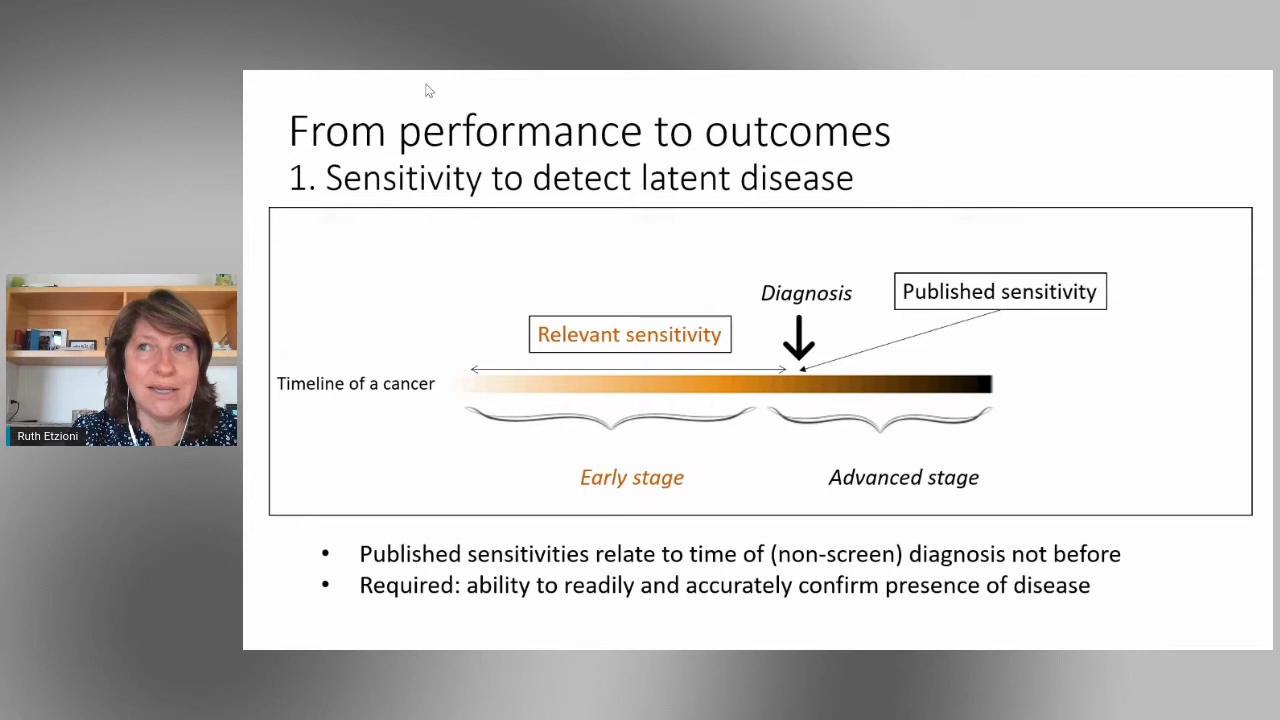 From performance to outcomes
1. Sensitivity to detect latent disease
Diagnosis
Published sensitivity
Relevant sensitivity
Timeline of a cancer
Early stage
Advanced stage
• Published sensitivities relate to time of (non-screen) diagnosis not before
• Required: ability to readily and accurately confirm presence of disease
Ruth Etzioni